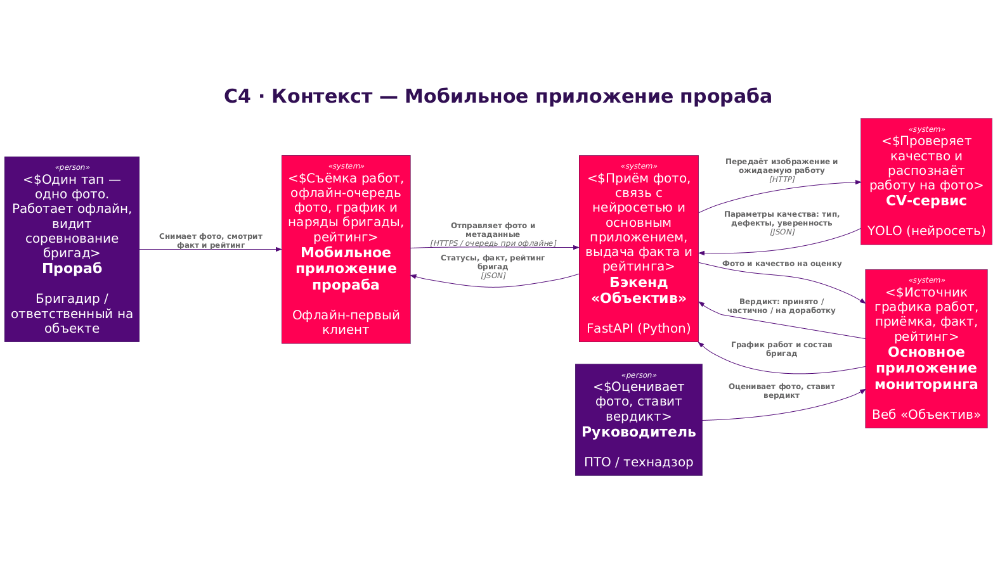 C4 · Контекст — Мобильное приложение прораба
«person»
<$Один тап —
одно фото.
Работает офлайн,
видит
соревнование
бригад>
Прораб
Бригадир /
ответственный на
объекте
Снимает фото, смотрит
факт и рейтинг
«system»
<$Съёмка работ,
офлайн-очередь
фото, график и
наряды бригады,
рейтинг>
Мобильное
приложение
прораба
Офлайн-первый
клиент
Отправляет фото и
метаданные
[HTTPS / очередь при офлайне]
Статусы, факт, рейтинг
бригад
[JSON]
«system»
<$Приём фото,
связь с
нейросетью и
основным
приложением,
выдача факта и
рейтинга>
Бэкенд
«Объектив»
FastAPI (Python)
«person»
<$Оценивает
фото, ставит
вердикт>
Руководитель
ПТО / технадзор
Передаёт изображение и
ожидаемую работу
[HTTP]
Параметры качества: тип,
дефекты, уверенность
[JSON]
Фото и качество на оценку
Вердикт: принято /
частично / на доработку
График работ и состав
бригад
Оценивает фото, ставит
вердикт
«system»
<$Проверяет
качество и
распознаёт
работу на фото>
CV-сервис
YOLO (нейросеть)
«system»
<$Источник
графика работ,
приёмка, факт,
рейтинг>
Основное
приложение
мониторинга
Веб «Объектив»